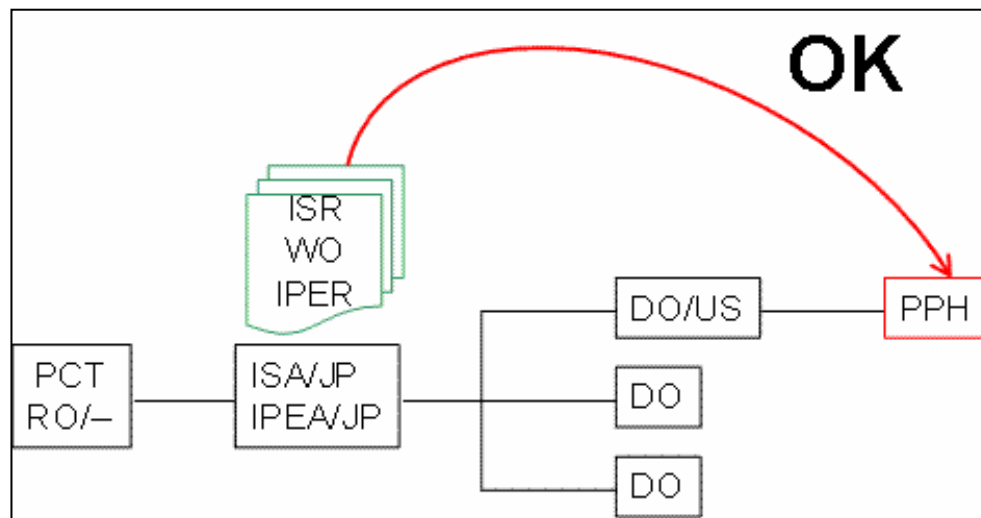 OK
ISR
WO
IPER
DO/US
PPH
PCT
RO/–
ISA/JP
IPEA/JP
DO
DO